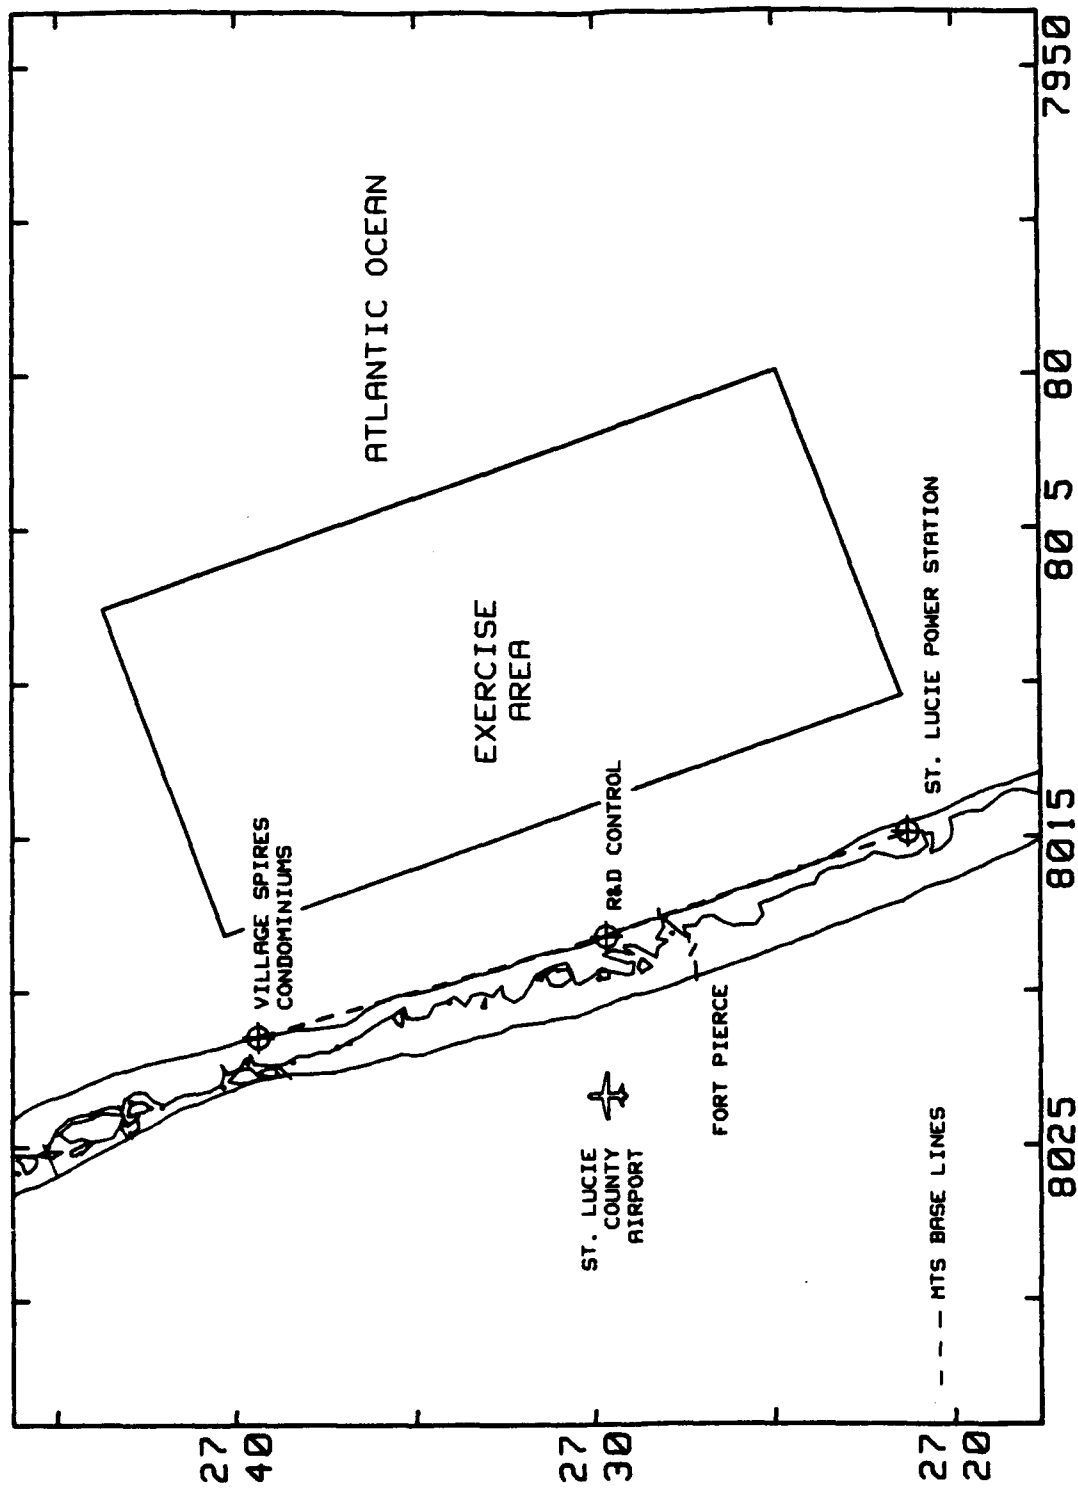 ATLANTIC OCEAN
EXERCISE
AREA
VILLAGE SPIRES
CONDOMINIUMS
R&D CONTROL
ST. LUCIE POWER STATION
FORT PIERCE
ST. LUCIE
COUNTY
AIRPORT
- - - MTS BASE LINES
27
40
27
30
27
20
8025
8015
80 5
80
7950